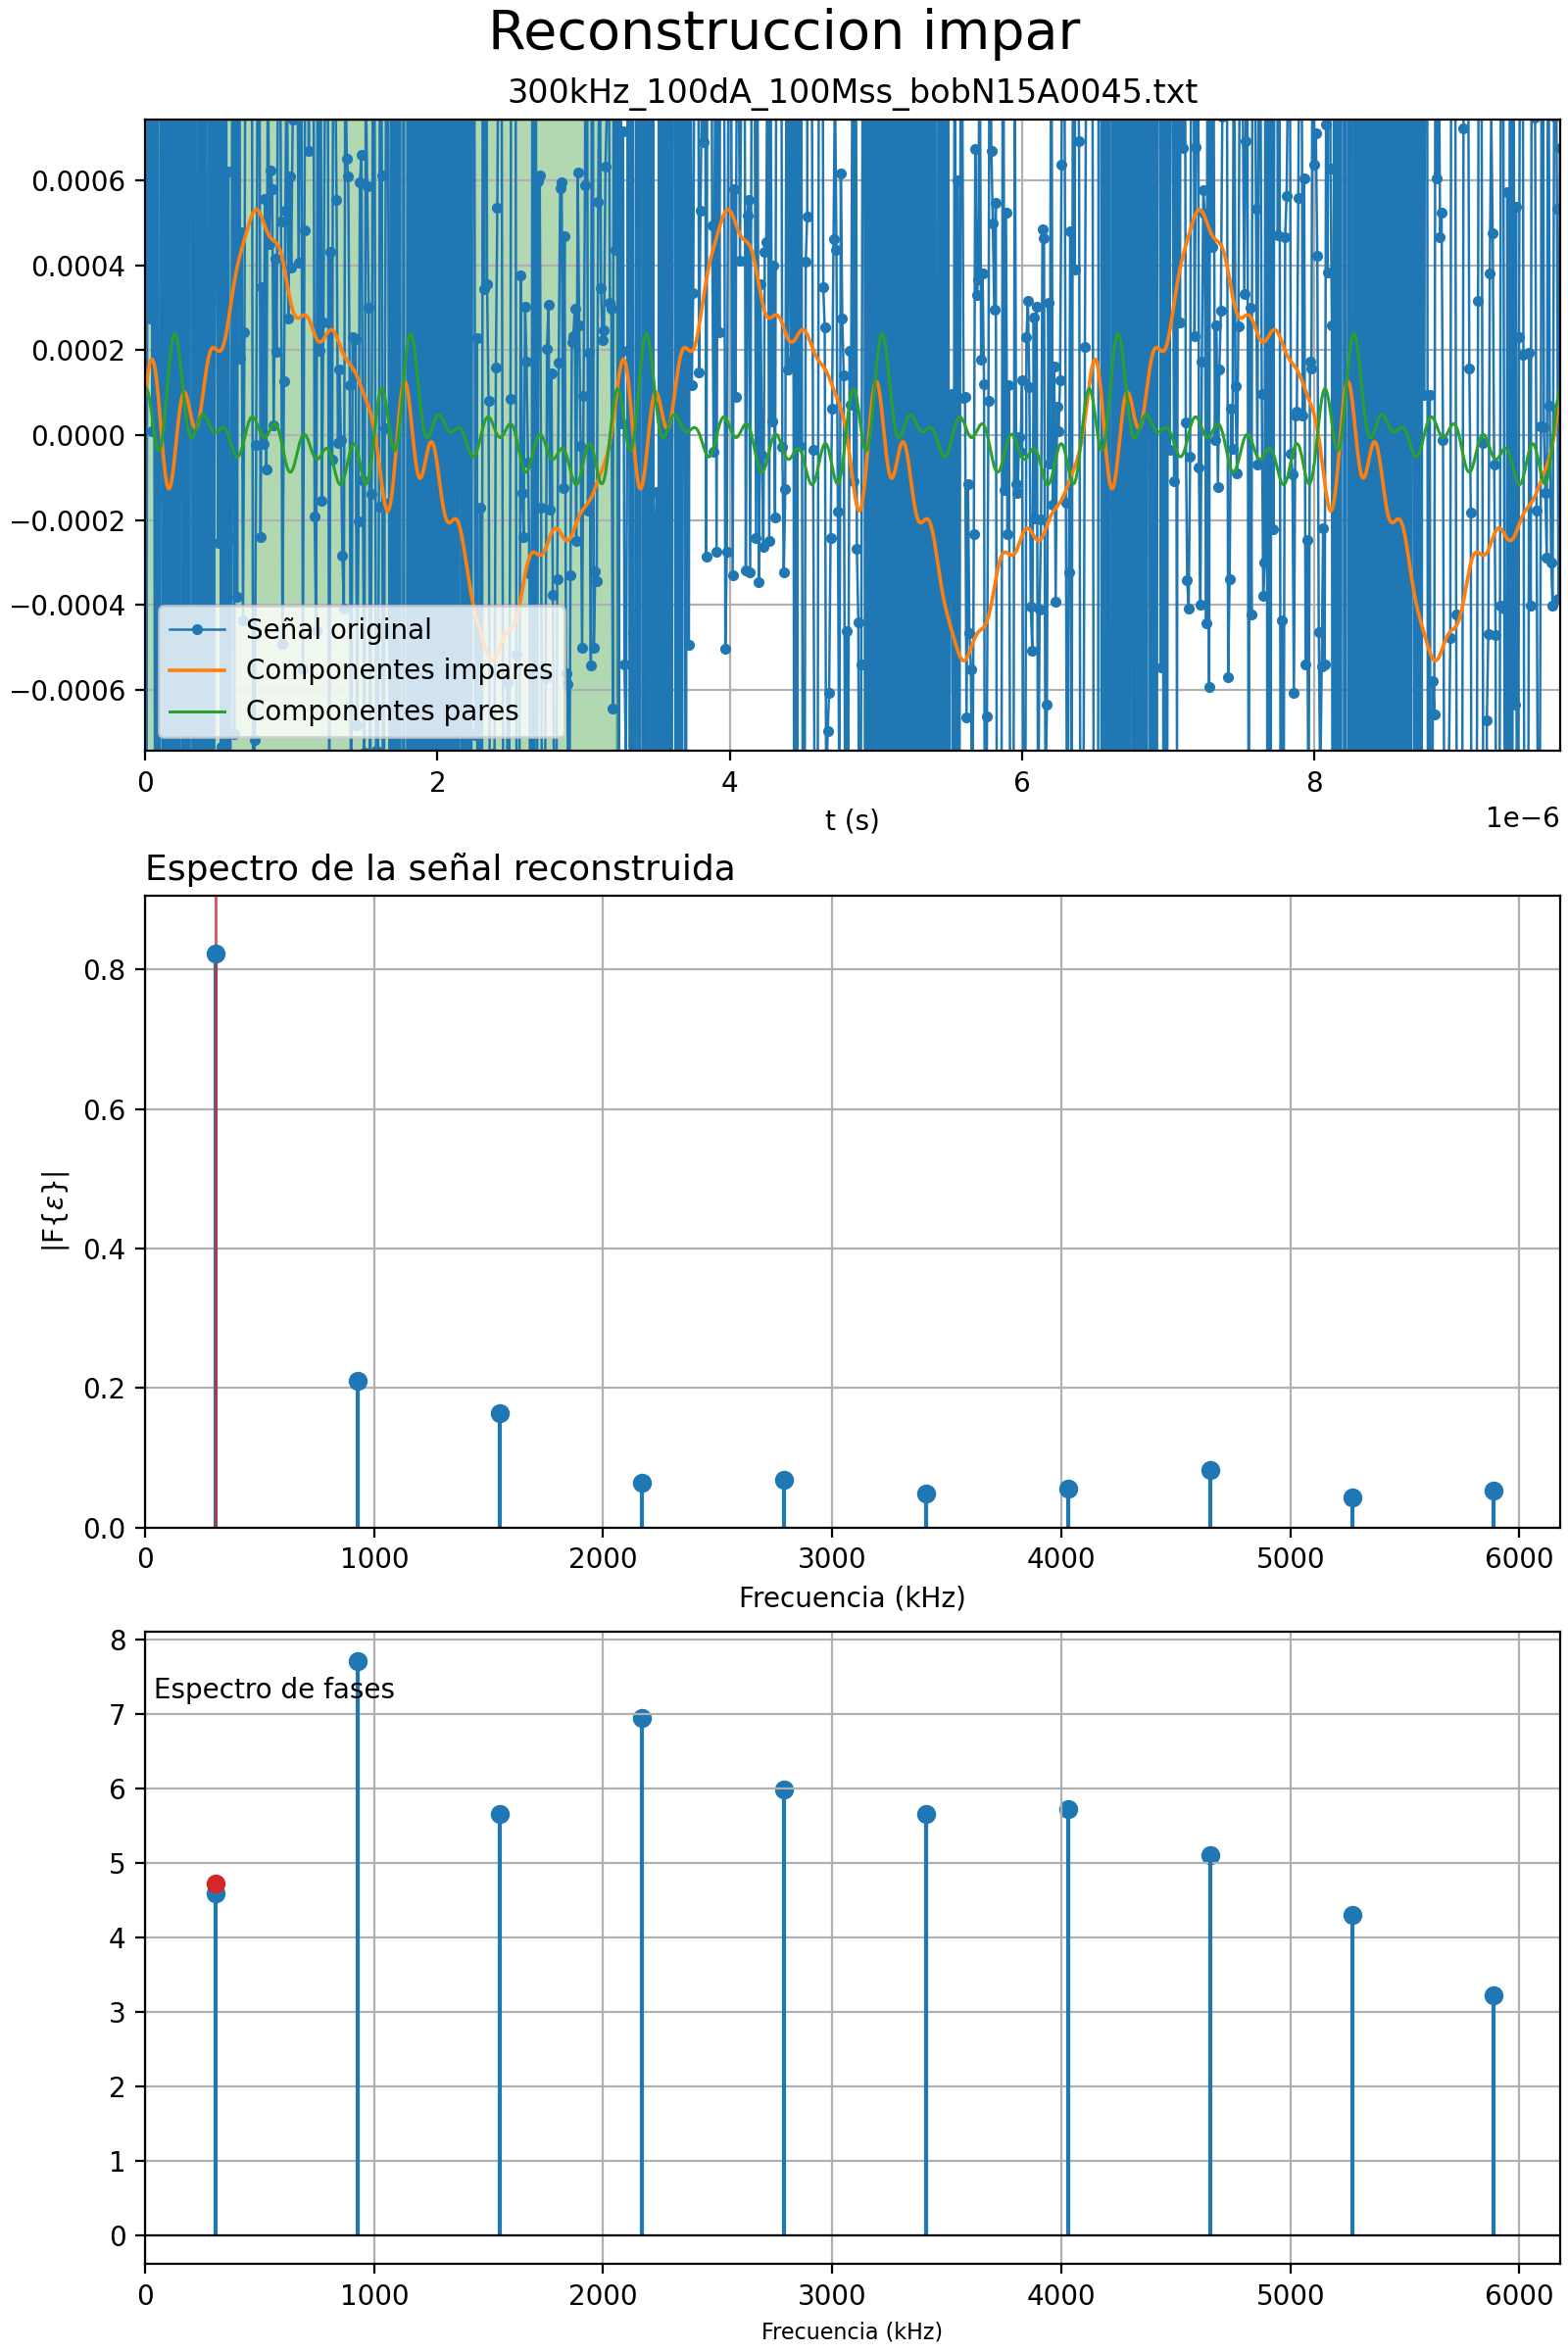 Reconstruccion impar
300kHz_100dA_100Mss_bobN15A0045.txt
0.0006
0.0004
0.0002
0.0000
−0.0002
−0.0004
−0.0006
Señal original
Componentes impares
Componentes pares
0 2 4 6 8
t (s)
1e−6
Espectro de la señal reconstruida
0.8
0.6
0.4
0.2
0.0
|F{ε}|
0 1000 2000 3000 4000 5000 6000
Frecuencia (kHz)
8
Espectro de fases
7
6
5
4
3
2
1
0
0 1000 2000 3000 4000 5000 6000
Frecuencia (kHz)